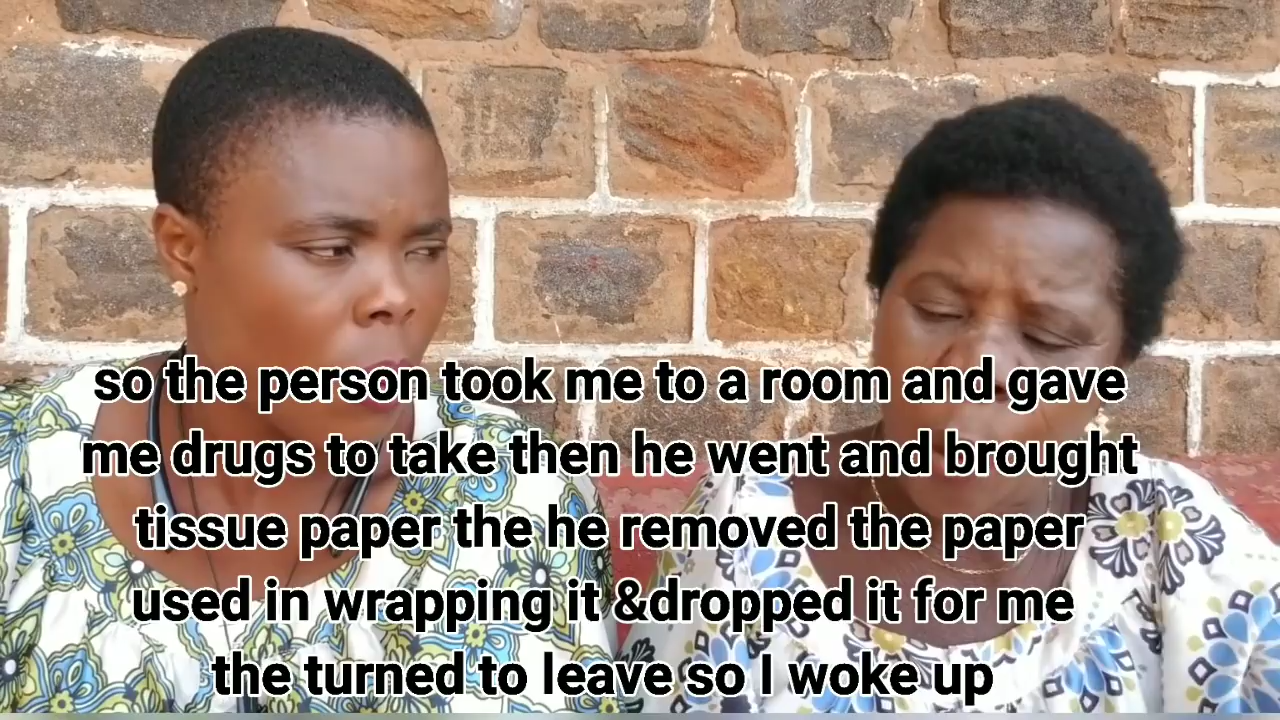 so the person took me to a room and gave
me drugs to take then he went and brought
tissue paper the he removed the paper
used in wrapping it &dropped it for me
the turned to leave so I woke up